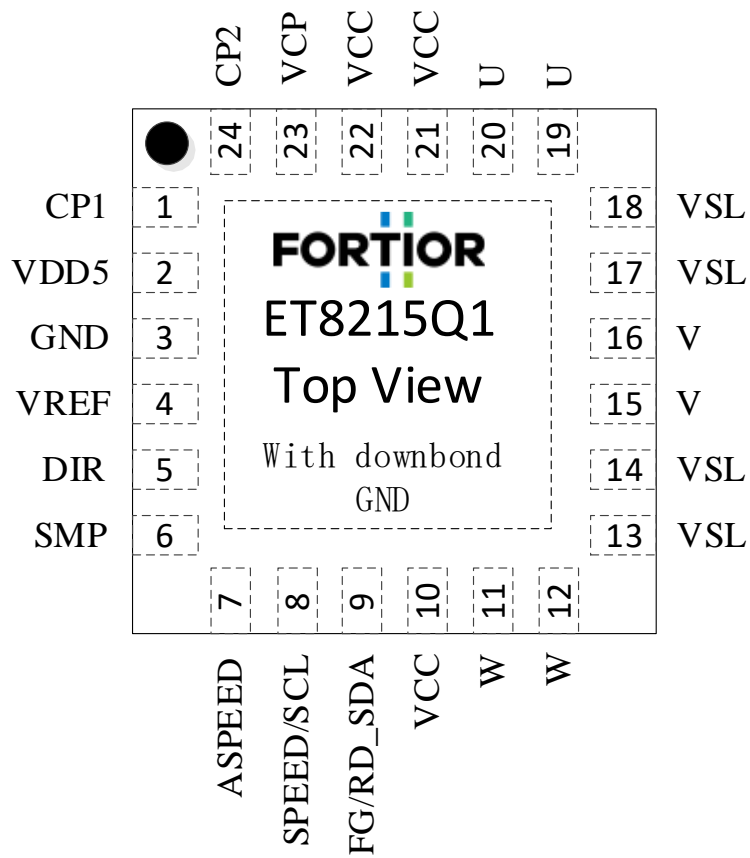 CP2
VCP
VCC
VCC
U
U
24
23
22
21
20
19
CP1 1
VDD5 2
GND 3
VREF 4
DIR 5
SMP 6
FORTIOR
ET8215Q1
Top View
With downbond
GND
18 VSL
17 VSL
16 V
15 V
14 VSL
13 VSL
7
8
9
10
11
12
ASPEED
SPEED/SCL
FG/RD_SDA
VCC
W
W